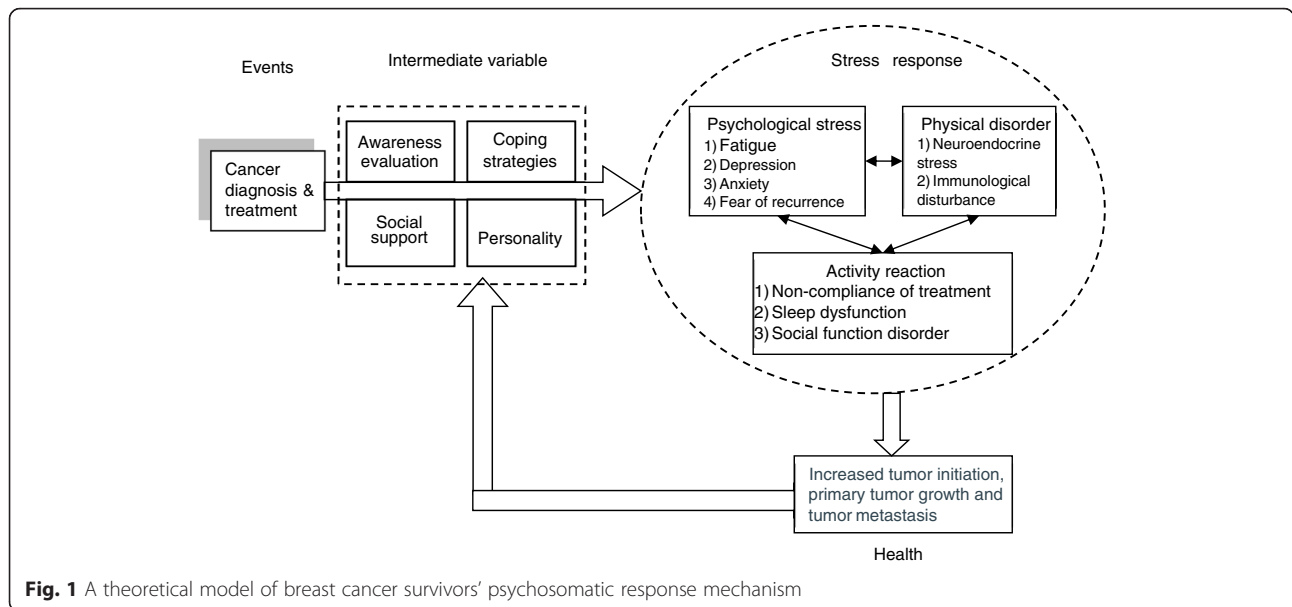 Events
Intermediate variable
Stress response
Cancer
diagnosis &
treatment
Awareness
evaluation
Coping
strategies
Social
support
Personality
Psychological stress
1) Fatigue
2) Depression
3) Anxiety
4) Fear of recurrence
Physical disorder
1) Neuroendocrine
stress
2) Immunological
disturbance
Activity reaction
1) Non-compliance of treatment
2) Sleep dysfunction
3) Social function disorder
Increased tumor initiation,
primary tumor growth and
tumor metastasis
Health
Fig. 1 A theoretical model of breast cancer survivors’ psychosomatic response mechanism